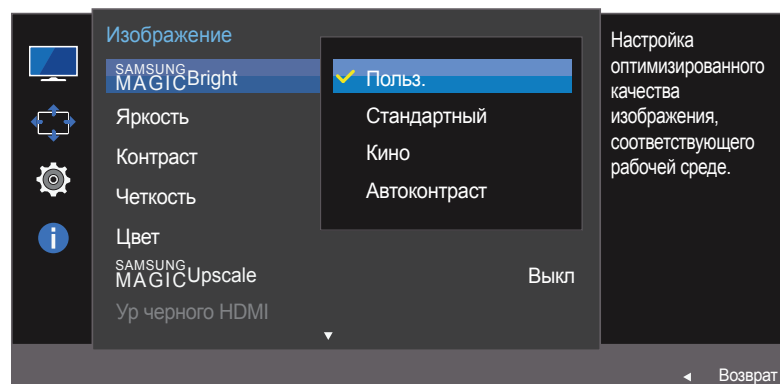 Изображение
SAMSUNG
MAGICBright
Яркость
Контраст
Четкость
Цвет
SAMSUNG
MAGICUpscale
Выкл
Ур черного HDMI
Польз.
Стандартный
Кино
Автоконтраст
Настройка
оптимизированного
качества
изображения,
соответствующего
рабочей среде.
Возврат